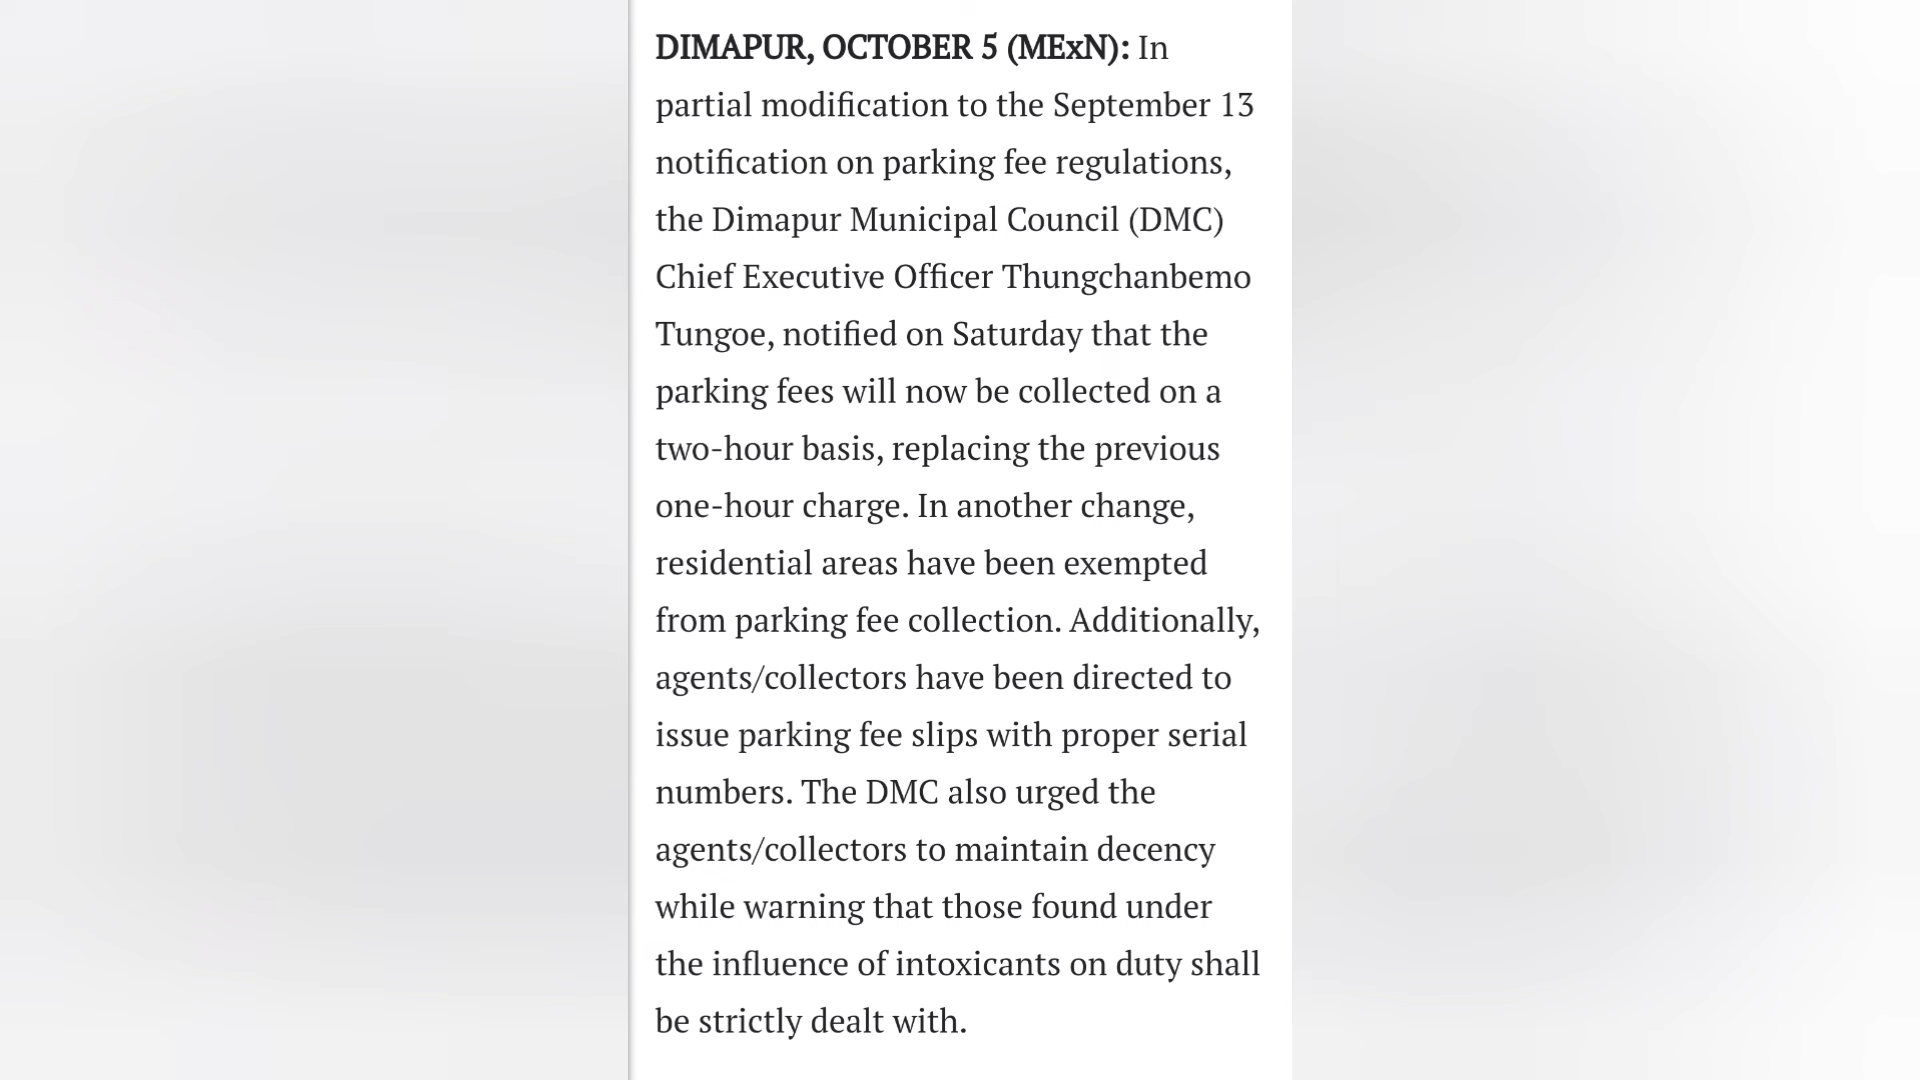 DIMAPUR, OCTOBER 5 (MExN): In
partial modification to the September 13
notification on parking fee regulations,
the Dimapur Municipal Council (DMC)
Chief Executive Officer Thungchanbemo
Tungoe, notified on Saturday that the
parking fees will now be collected on a
two-hour basis, replacing the previous
one-hour charge. In another change,
residential areas have been exempted
from parking fee collection. Additionally,
agents/collectors have been directed to
issue parking fee slips with proper serial
numbers. The DMC also urged the
agents/collectors to maintain decency
while warning that those found under
the influence of intoxicants on duty shall
be strictly dealt with.